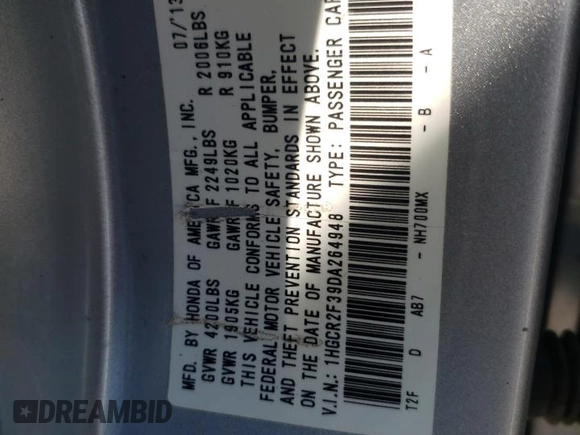 MFD. BY HONDA OF AMERICA MFG., INC. 07/13
GVWR 4200LBS GAWR F 2249LBS R 2006LBS
GVWR 1905KG GAWR F 1020KG R 910KG
THIS VEHICLE CONFORMS TO ALL APPLICABLE
FEDERAL MOTOR VEHICLE SAFETY, BUMPER,
AND THEFT PREVENTION STANDARDS IN EFFECT
ON THE DATE OF MANUFACTURE SHOWN ABOVE.
V.I.N.: 1HGCR2F39DA264948 TYPE: PASSENGER CAR
T2F D AB7 - NH700MX - B - A
DREAMBID